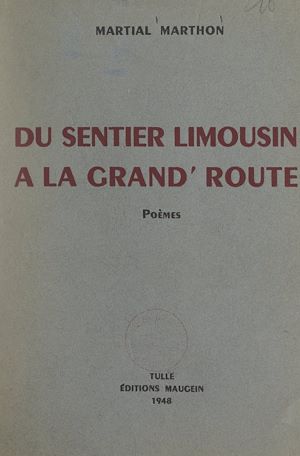 MARTIAL MARTHON
DU SENTIER LIMOUSIN
A LA GRAND' ROUTE
POÈMES
TULLE
ÉDITIONS MAUGEIN
1948